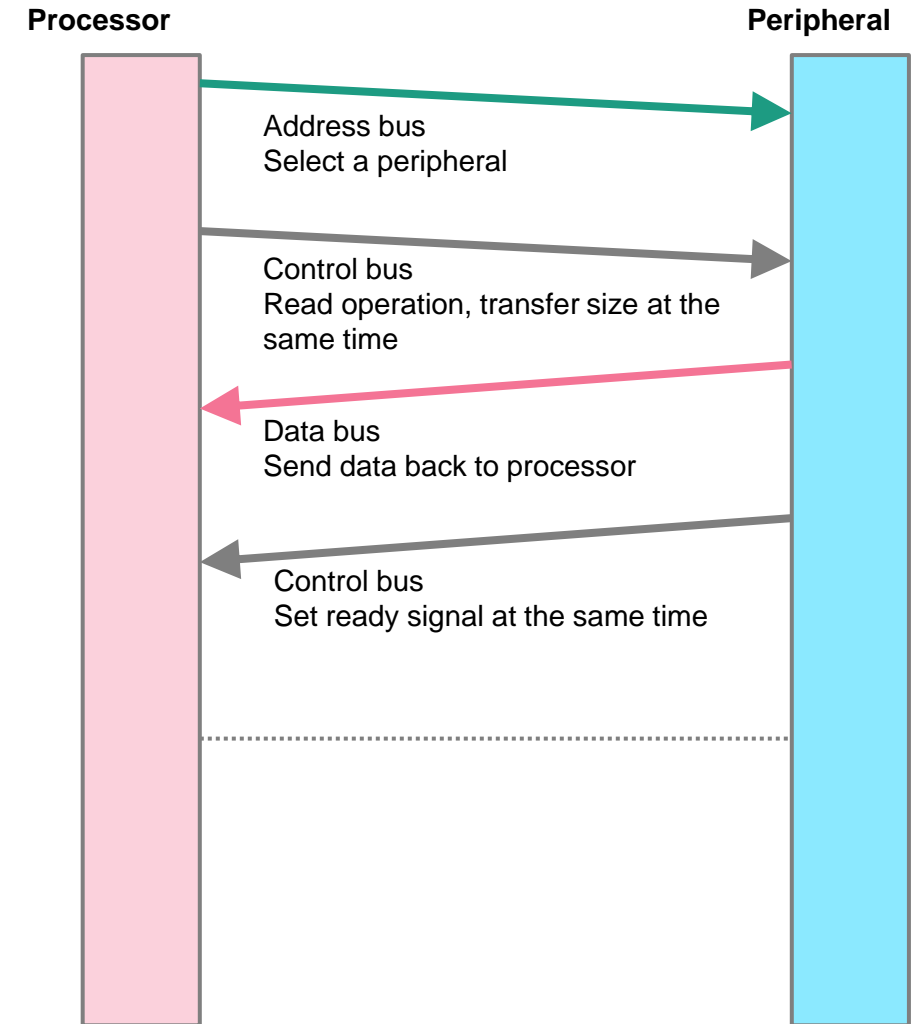 Processor
Peripheral
Address bus
Select a peripheral
Control bus
Read operation, transfer size at the
same time
Data bus
Send data back to processor
Control bus
Set ready signal at the same time